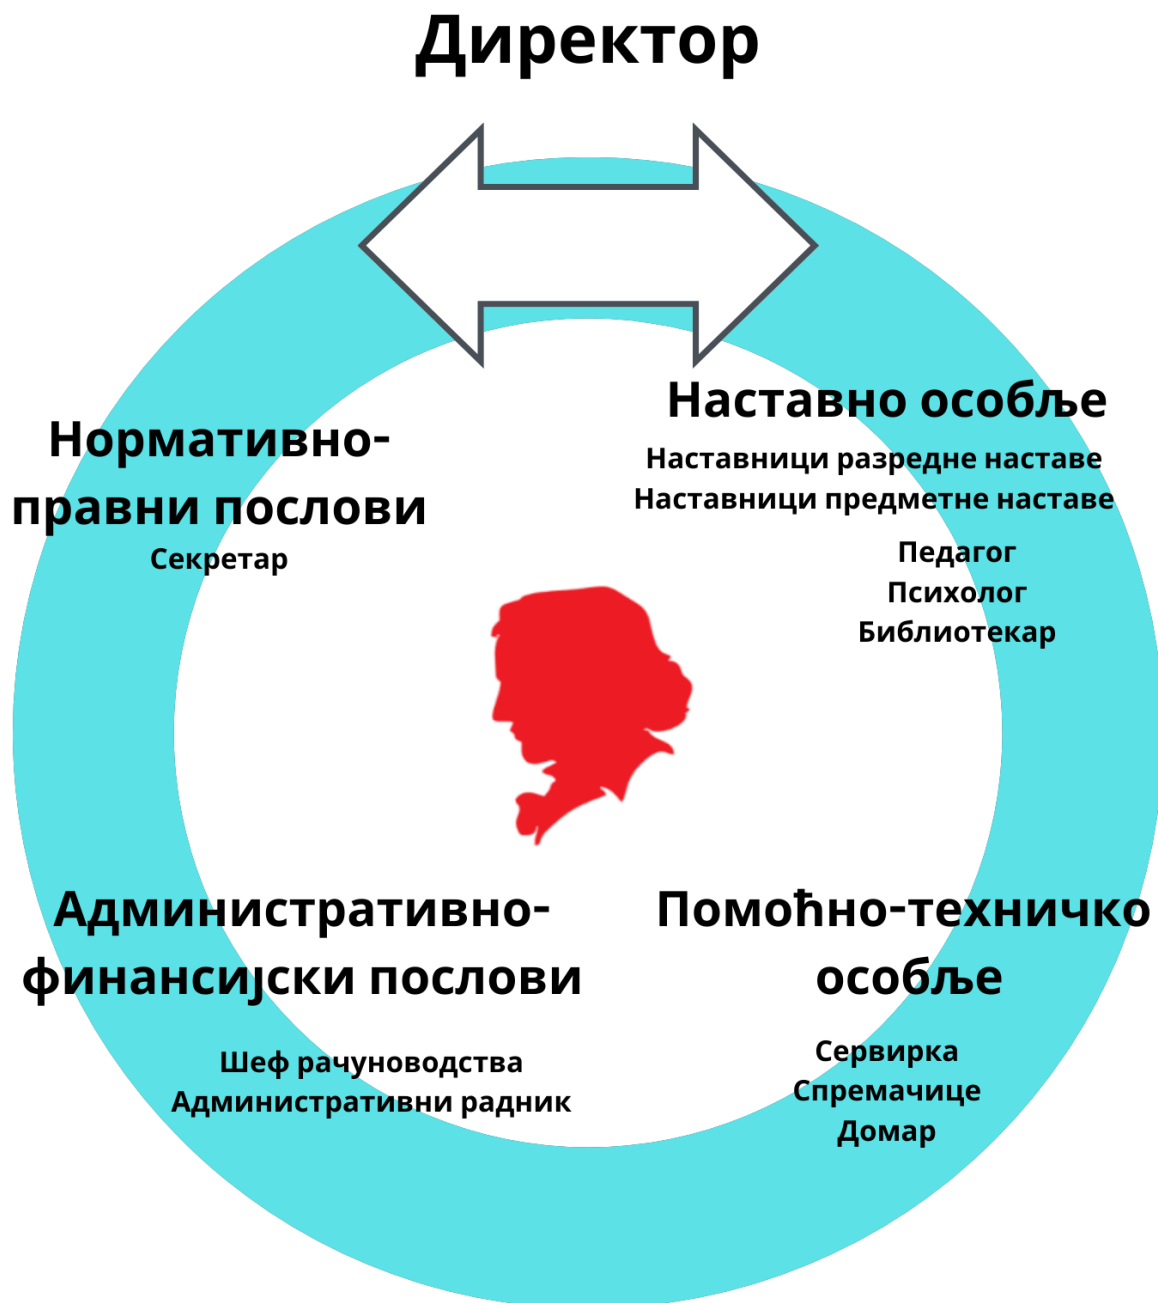 Директор
Нормативно-
правни послови
Секретар
Наставно особље
Наставници разредне наставе
Наставници предметне наставе
Педагог
Психолог
Библиотекар
Административно-
финансијски послови
Шеф рачуноводства
Административни радник
Помоћно-техничко
особље
Сервирка
Спремачице
Домар